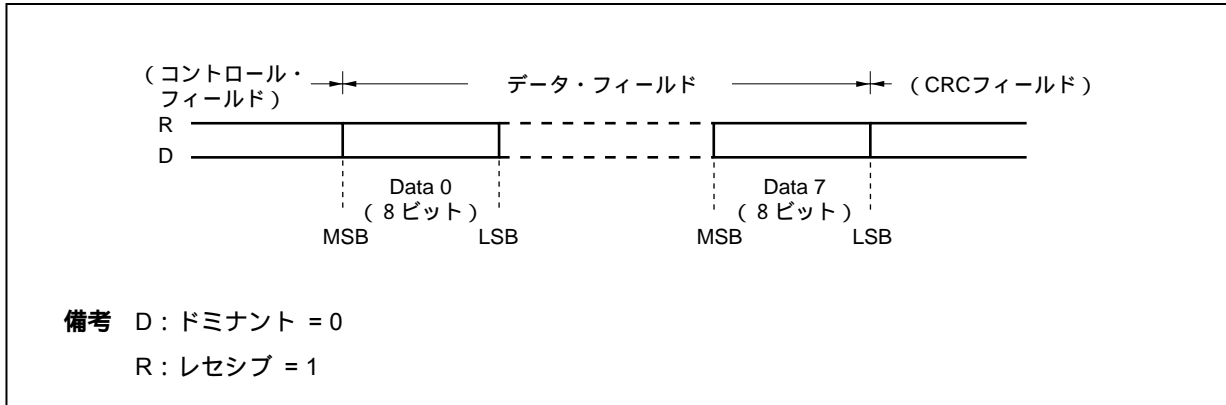 （コントロール・
フィールド）
データ・フィールド
（CRCフィールド）
R
D
Data 0
（8ビット）
Data 7
（8ビット）
MSB
LSB
MSB
LSB
備考 D：ドミナント = 0
R：レセシブ = 1